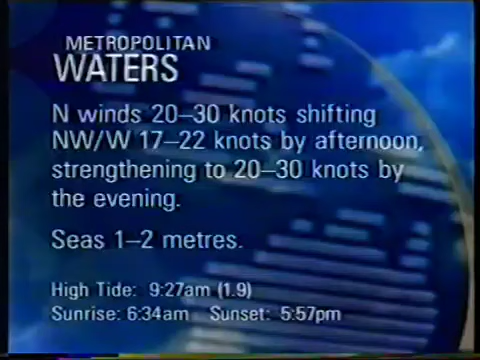 METROPOLITAN
WATERS
N winds 20–30 knots shifting
NW/W 17–22 knots by afternoon,
strengthening to 20–30 knots by
the evening.
Seas 1–2 metres.
High Tide: 9:27am (1.9)
Sunrise: 6:34am Sunset: 5:57pm